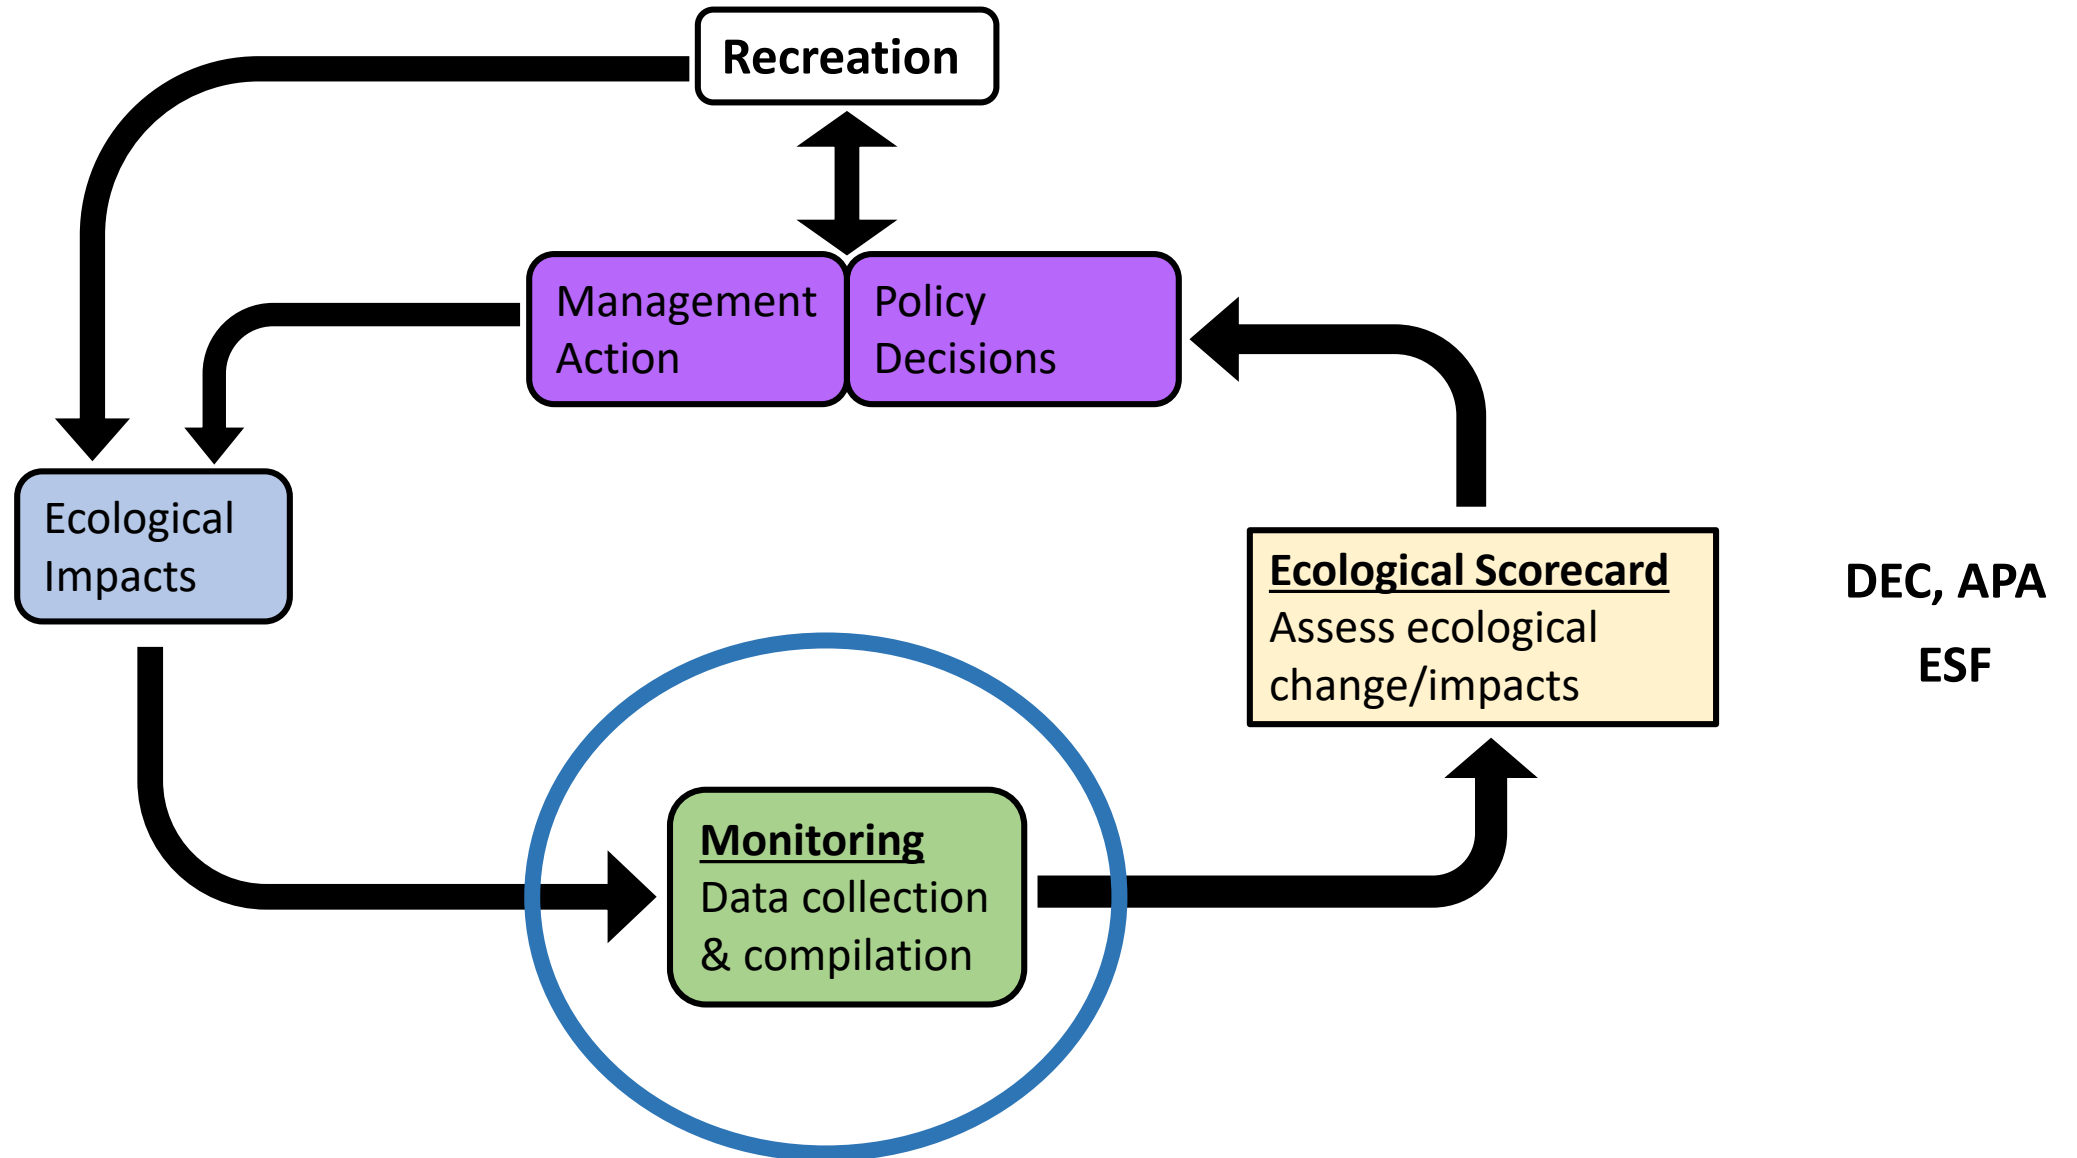 Recreation
Management
Action
Policy
Decisions
Ecological
Impacts
Ecological Scorecard
Assess ecological
change/impacts
DEC, APA
ESF
Monitoring
Data collection
& compilation